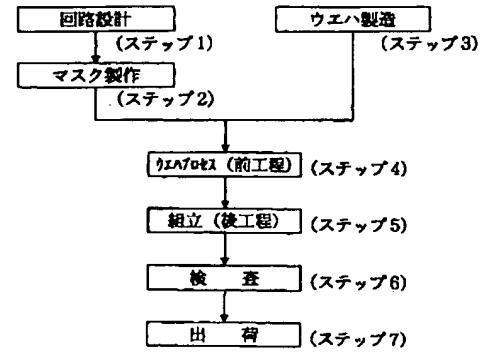 回路設計 ウエハ製造
(ステップ1) (ステップ3)
マスク製作
(ステップ2)
ウエハプロセス(前工程) (ステップ4)
組立(後工程) (ステップ5)
検 査 (ステップ6)
出 荷 (ステップ7)